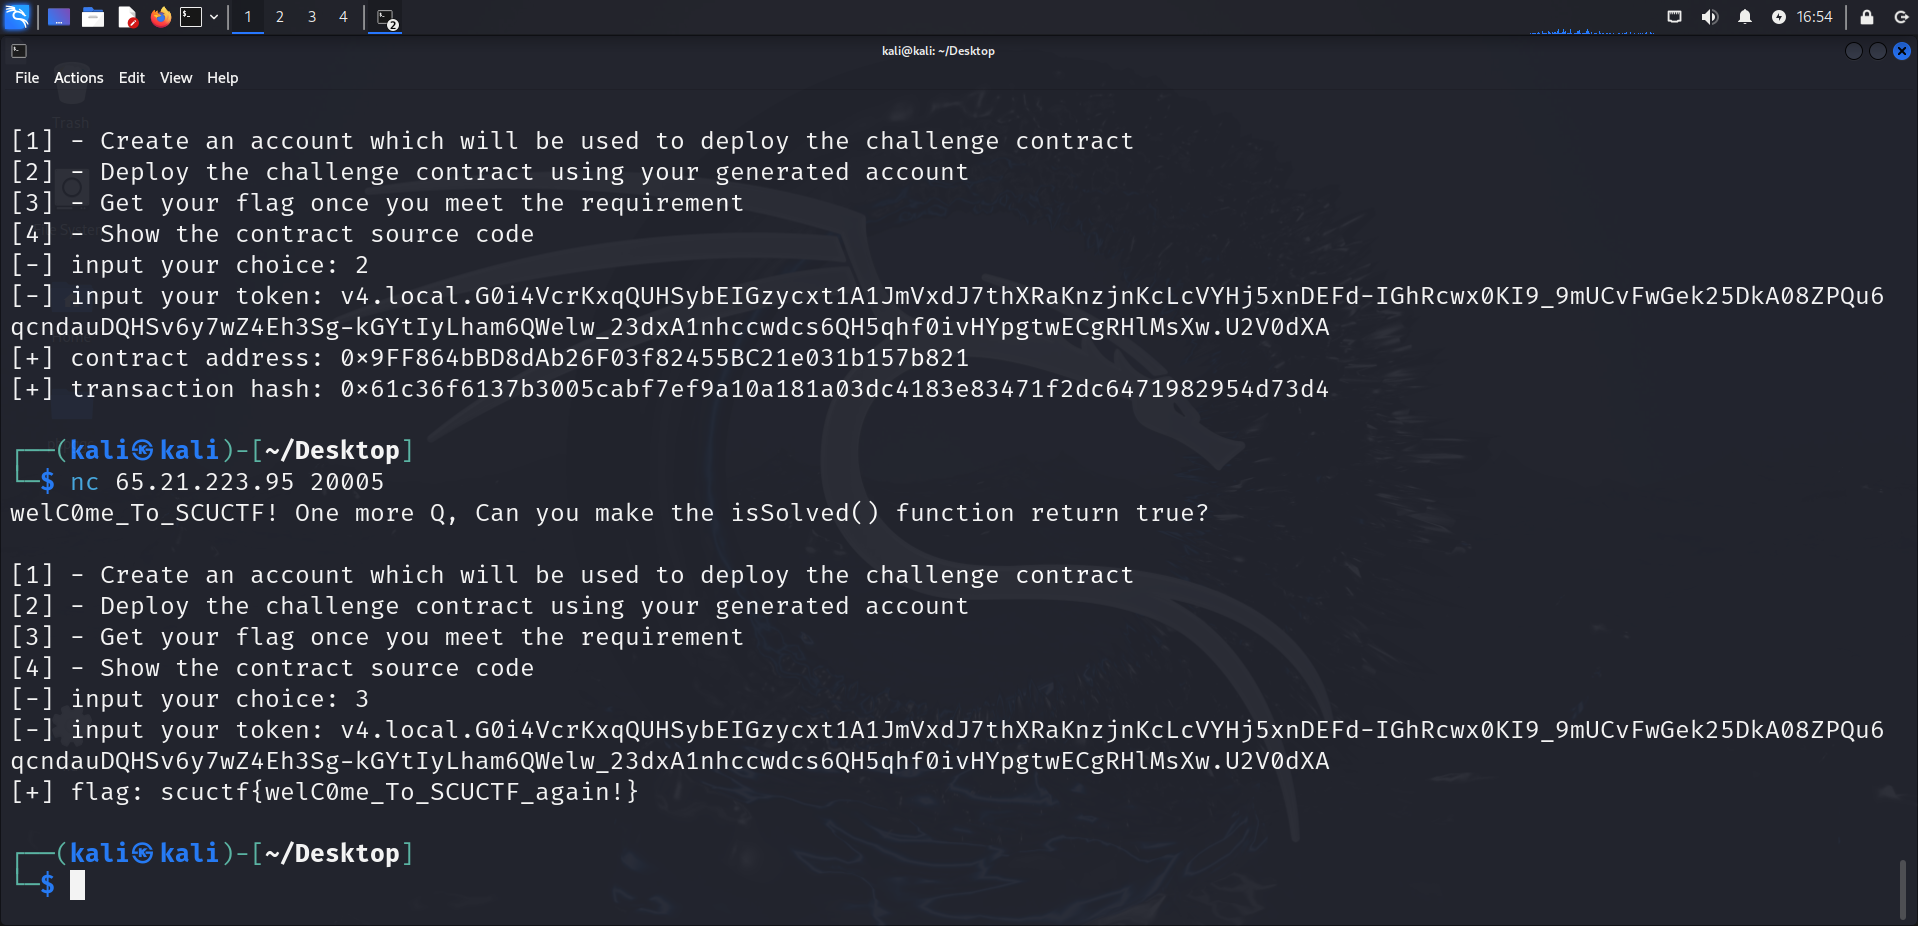 1 2 3 4 2 16:54
kali@kali: ~/Desktop
File Actions Edit View Help
Trash
[1] - Create an account which will be used to deploy the challenge contract
[2] - Deploy the challenge contract using your generated account
[3] - Get your flag once you meet the requirement
[4] - Show the contract source code
[-] input your choice: 2
[-] input your token: v4.local.G0i4VcrKxqQUHSybEIGzycxt1A1JmVxdJ7thXRaKnzjnKcLcVYHj5xnDEFd-IGhRcwx0KI9_9mUCvFwGek25DkA08ZPQu6
qcndauDQHSv6y7wZ4Eh3Sg-kGYtIyLham6QWelw_23dxA1nhccwdcs6QH5qhf0ivHYpgtwECgRHlMsXw.U2V0dXA
[+] contract address: 0×9FF864bBD8dAb26F03f82455BC21e031b157b821
[+] transaction hash: 0×61c36f6137b3005cabf7ef9a10a181a03dc4183e83471f2dc6471982954d73d4
┌──(kali㉿kali)-[~/Desktop]
└─$ nc 65.21.223.95 20005
welC0me_To_SCUCTF! One more Q, Can you make the isSolved() function return true?
[1] - Create an account which will be used to deploy the challenge contract
[2] - Deploy the challenge contract using your generated account
[3] - Get your flag once you meet the requirement
[4] - Show the contract source code
[-] input your choice: 3
[-] input your token: v4.local.G0i4VcrKxqQUHSybEIGzycxt1A1JmVxdJ7thXRaKnzjnKcLcVYHj5xnDEFd-IGhRcwx0KI9_9mUCvFwGek25DkA08ZPQu6
qcndauDQHSv6y7wZ4Eh3Sg-kGYtIyLham6QWelw_23dxA1nhccwdcs6QH5qhf0ivHYpgtwECgRHlMsXw.U2V0dXA
[+] flag: scuctf{welC0me_To_SCUCTF_again!}
┌──(kali㉿kali)-[~/Desktop]
└─$